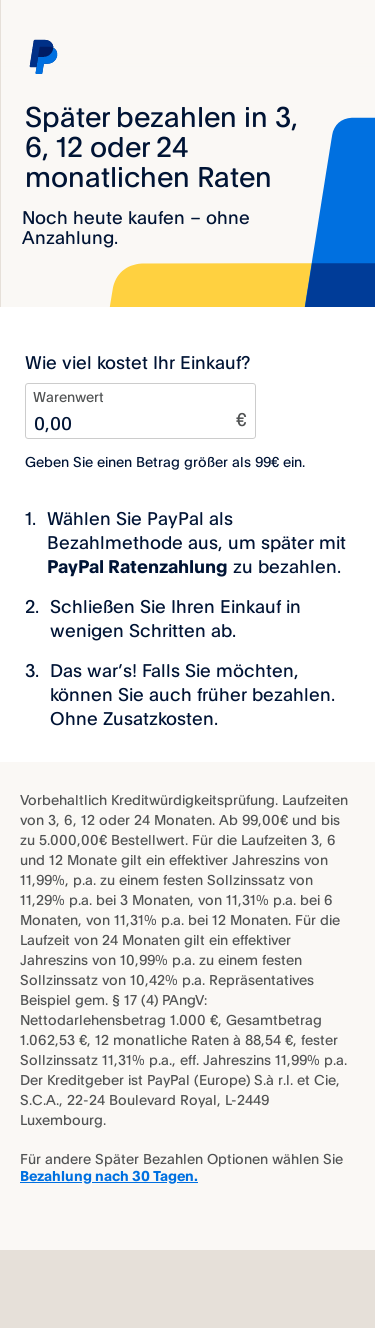 Später bezahlen in 3,
6, 12 oder 24
monatlichen Raten
Noch heute kaufen – ohne
Anzahlung.
Wie viel kostet Ihr Einkauf?
Warenwert
0,00 €
Geben Sie einen Betrag größer als 99€ ein.
1. Wählen Sie PayPal als
Bezahlmethode aus, um später mit
PayPal Ratenzahlung zu bezahlen.
2. Schließen Sie Ihren Einkauf in
wenigen Schritten ab.
3. Das war’s! Falls Sie möchten,
können Sie auch früher bezahlen.
Ohne Zusatzkosten.
Vorbehaltlich Kreditwürdigkeitsprüfung. Laufzeiten
von 3, 6, 12 oder 24 Monaten. Ab 99,00€ und bis
zu 5.000,00€ Bestellwert. Für die Laufzeiten 3, 6
und 12 Monate gilt ein effektiver Jahreszins von
11,99%, p.a. zu einem festen Sollzinssatz von
11,29% p.a. bei 3 Monaten, von 11,31% p.a. bei 6
Monaten, von 11,31% p.a. bei 12 Monaten. Für die
Laufzeit von 24 Monaten gilt ein effektiver
Jahreszins von 10,99% p.a. zu einem festen
Sollzinssatz von 10,42% p.a. Repräsentatives
Beispiel gem. § 17 (4) PAngV:
Nettodarlehensbetrag 1.000 €, Gesamtbetrag
1.062,53 €, 12 monatliche Raten à 88,54 €, fester
Sollzinssatz 11,31% p.a., eff. Jahreszins 11,99% p.a.
Der Kreditgeber ist PayPal (Europe) S.à r.l. et Cie,
S.C.A., 22-24 Boulevard Royal, L-2449
Luxembourg.
Für andere Später Bezahlen Optionen wählen Sie
Bezahlung nach 30 Tagen.